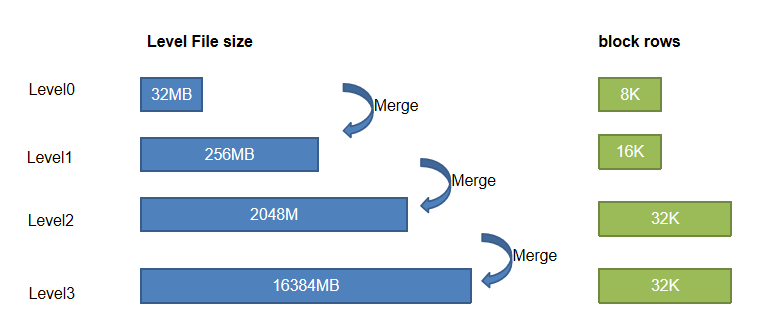 Level File size
block rows
Level0
32MB
Merge
8K
Level1
256MB
Merge
16K
Level2
2048M
Merge
32K
Level3
16384MB
32K